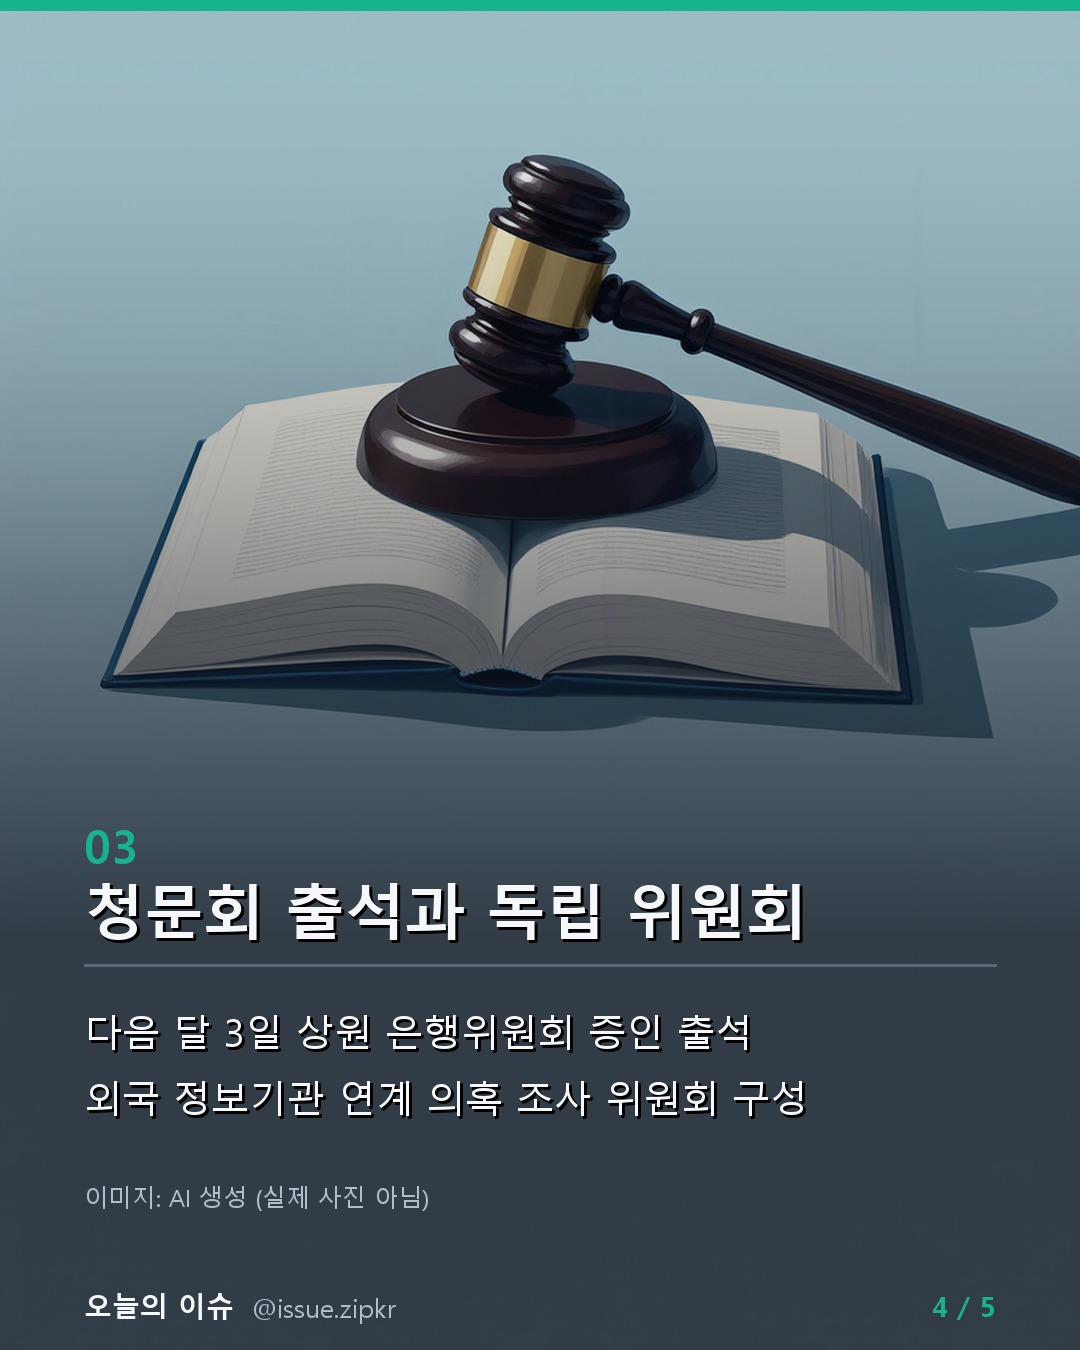 03
청문회 출석과 독립 위원회
다음 달 3일 상원 은행위원회 증인 출석
외국 정보기관 연계 의혹 조사 위원회 구성
이미지: AI 생성 (실제 사진 아님)
오늘의 이슈 @issue.zipkr
4 / 5